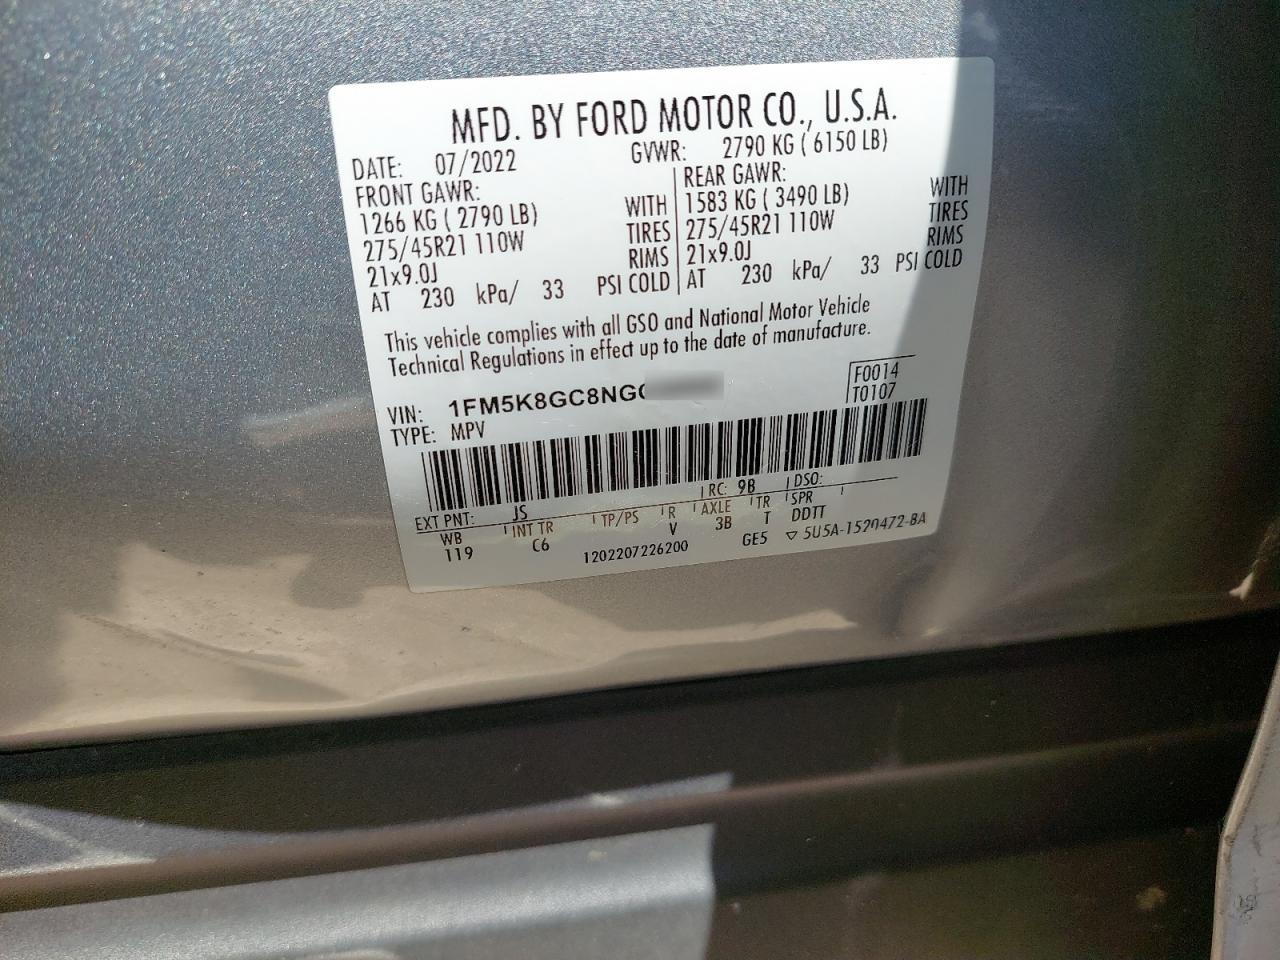 MFD. BY FORD MOTOR CO., U.S.A.
DATE: 07/2022 GVWR: 2790 KG ( 6150 LB)
FRONT GAWR: REAR GAWR:
1266 KG ( 2790 LB) WITH 1583 KG ( 3490 LB) WITH
275/45R21 110W TIRES 275/45R21 110W TIRES
21x9.0J RIMS 21x9.0J RIMS
AT 230 kPa/ 33 PSI COLD AT 230 kPa/ 33 PSI COLD
This vehicle complies with all GSO and National Motor Vehicle
Technical Regulations in effect up to the date of manufacture.
VIN: 1FM5K8GC8NG F0014
TYPE: MPV T0107
EXT PNT: JS RC: 9B DSO:
WB INT TR TP/PS R AXLE TR SPR
119 C6 V 3B T DDTT
1202207226200 GE5 ▽ 5U5A-1520472-BA